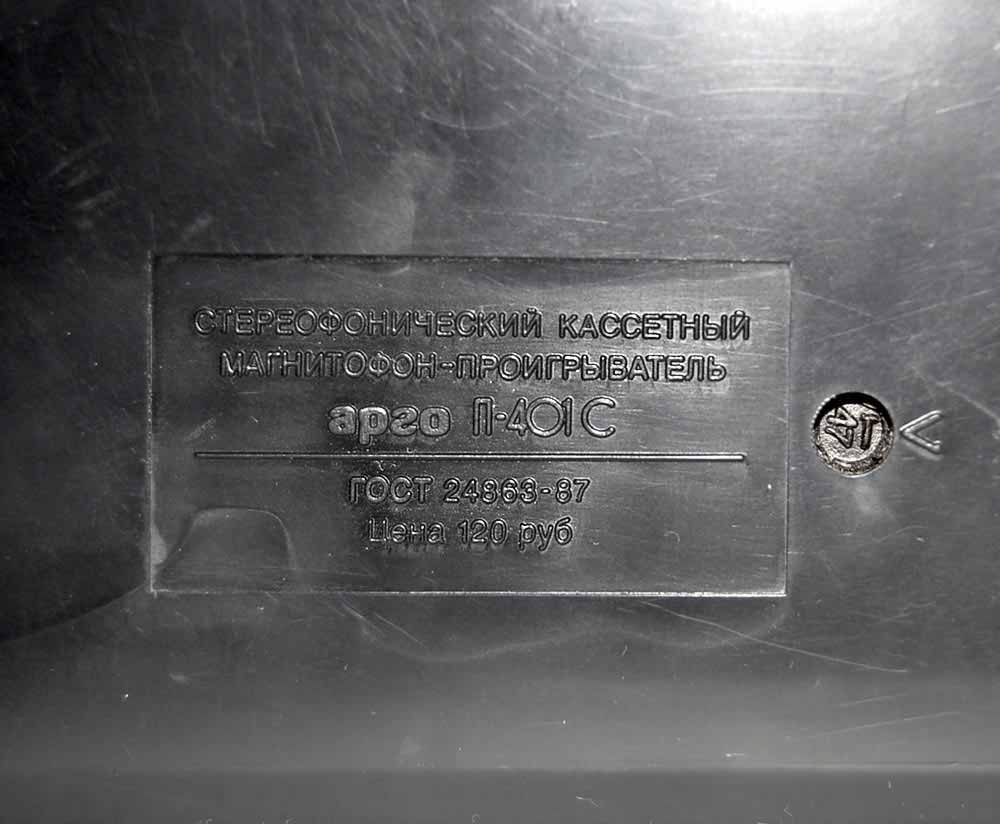 СТЕРЕОФОНИЧЕСКИЙ КАССЕТНЫЙ
МАГНИТОФОН-ПРОИГРЫВАТЕЛЬ
арго П-401С
ГОСТ 24863-87
Цена 120 руб